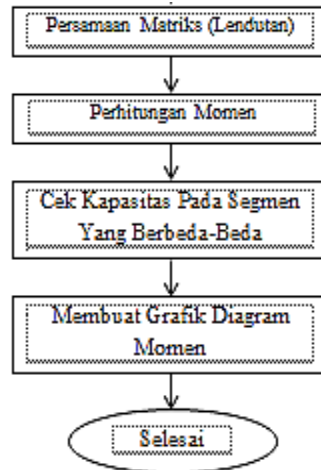 Persamaan Matriks (Lendutan)
Perhitungan Momen
Cek Kapasitas Pada Segmen
Yang Berbeda-Beda
Membuat Grafik Diagram
Momen
Selesai